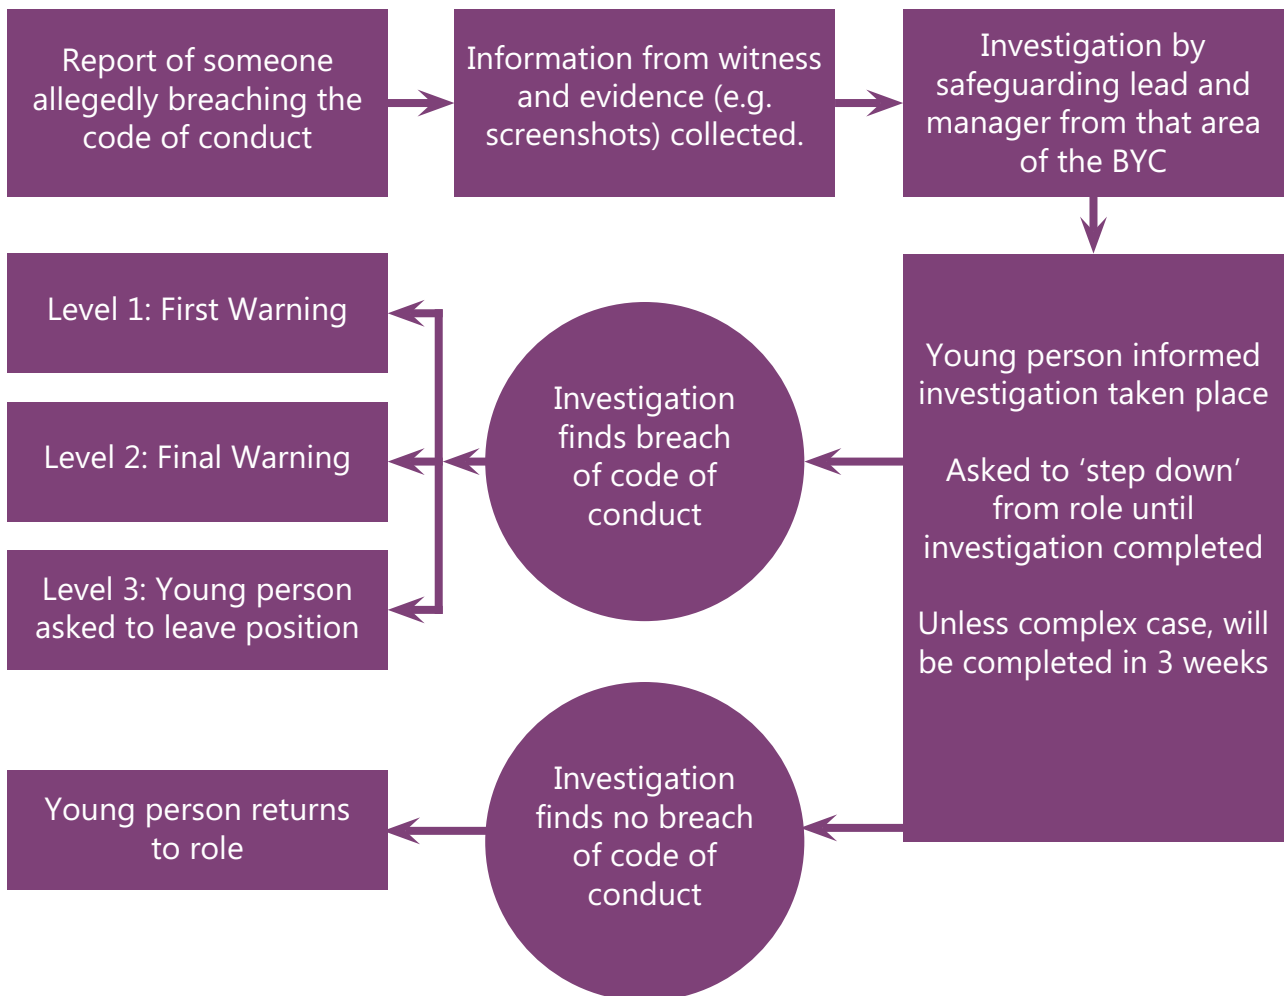 Report of someone
allegedly breaching the
code of conduct
Information from witness
and evidence (e.g.
screenshots) collected.
Investigation by
safeguarding lead and
manager from that area
of the BYC
Young person informed
investigation taken place
Asked to ‘step down’
from role until
investigation completed
Unless complex case, will
be completed in 3 weeks
Investigation
finds breach
of code of
conduct
Level 1: First Warning
Level 2: Final Warning
Level 3: Young person
asked to leave position
Investigation
finds no breach
of code of
conduct
Young person returns
to role